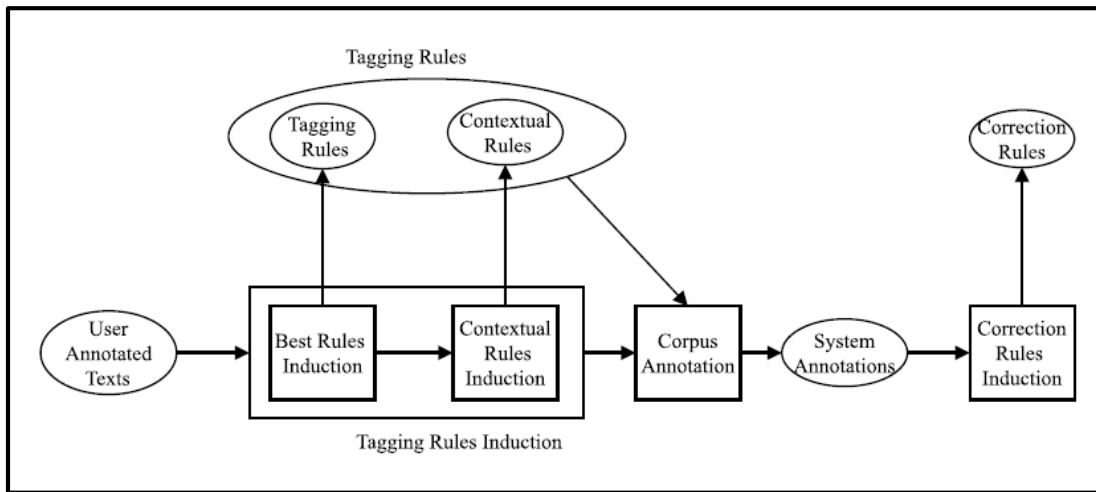 Tagging Rules
Tagging
Rules
Contextual
Rules
Correction
Rules
User
Annotated
Texts
Best Rules
Induction
Contextual
Rules
Induction
Corpus
Annotation
System
Annotations
Correction
Rules
Induction
Tagging Rules Induction